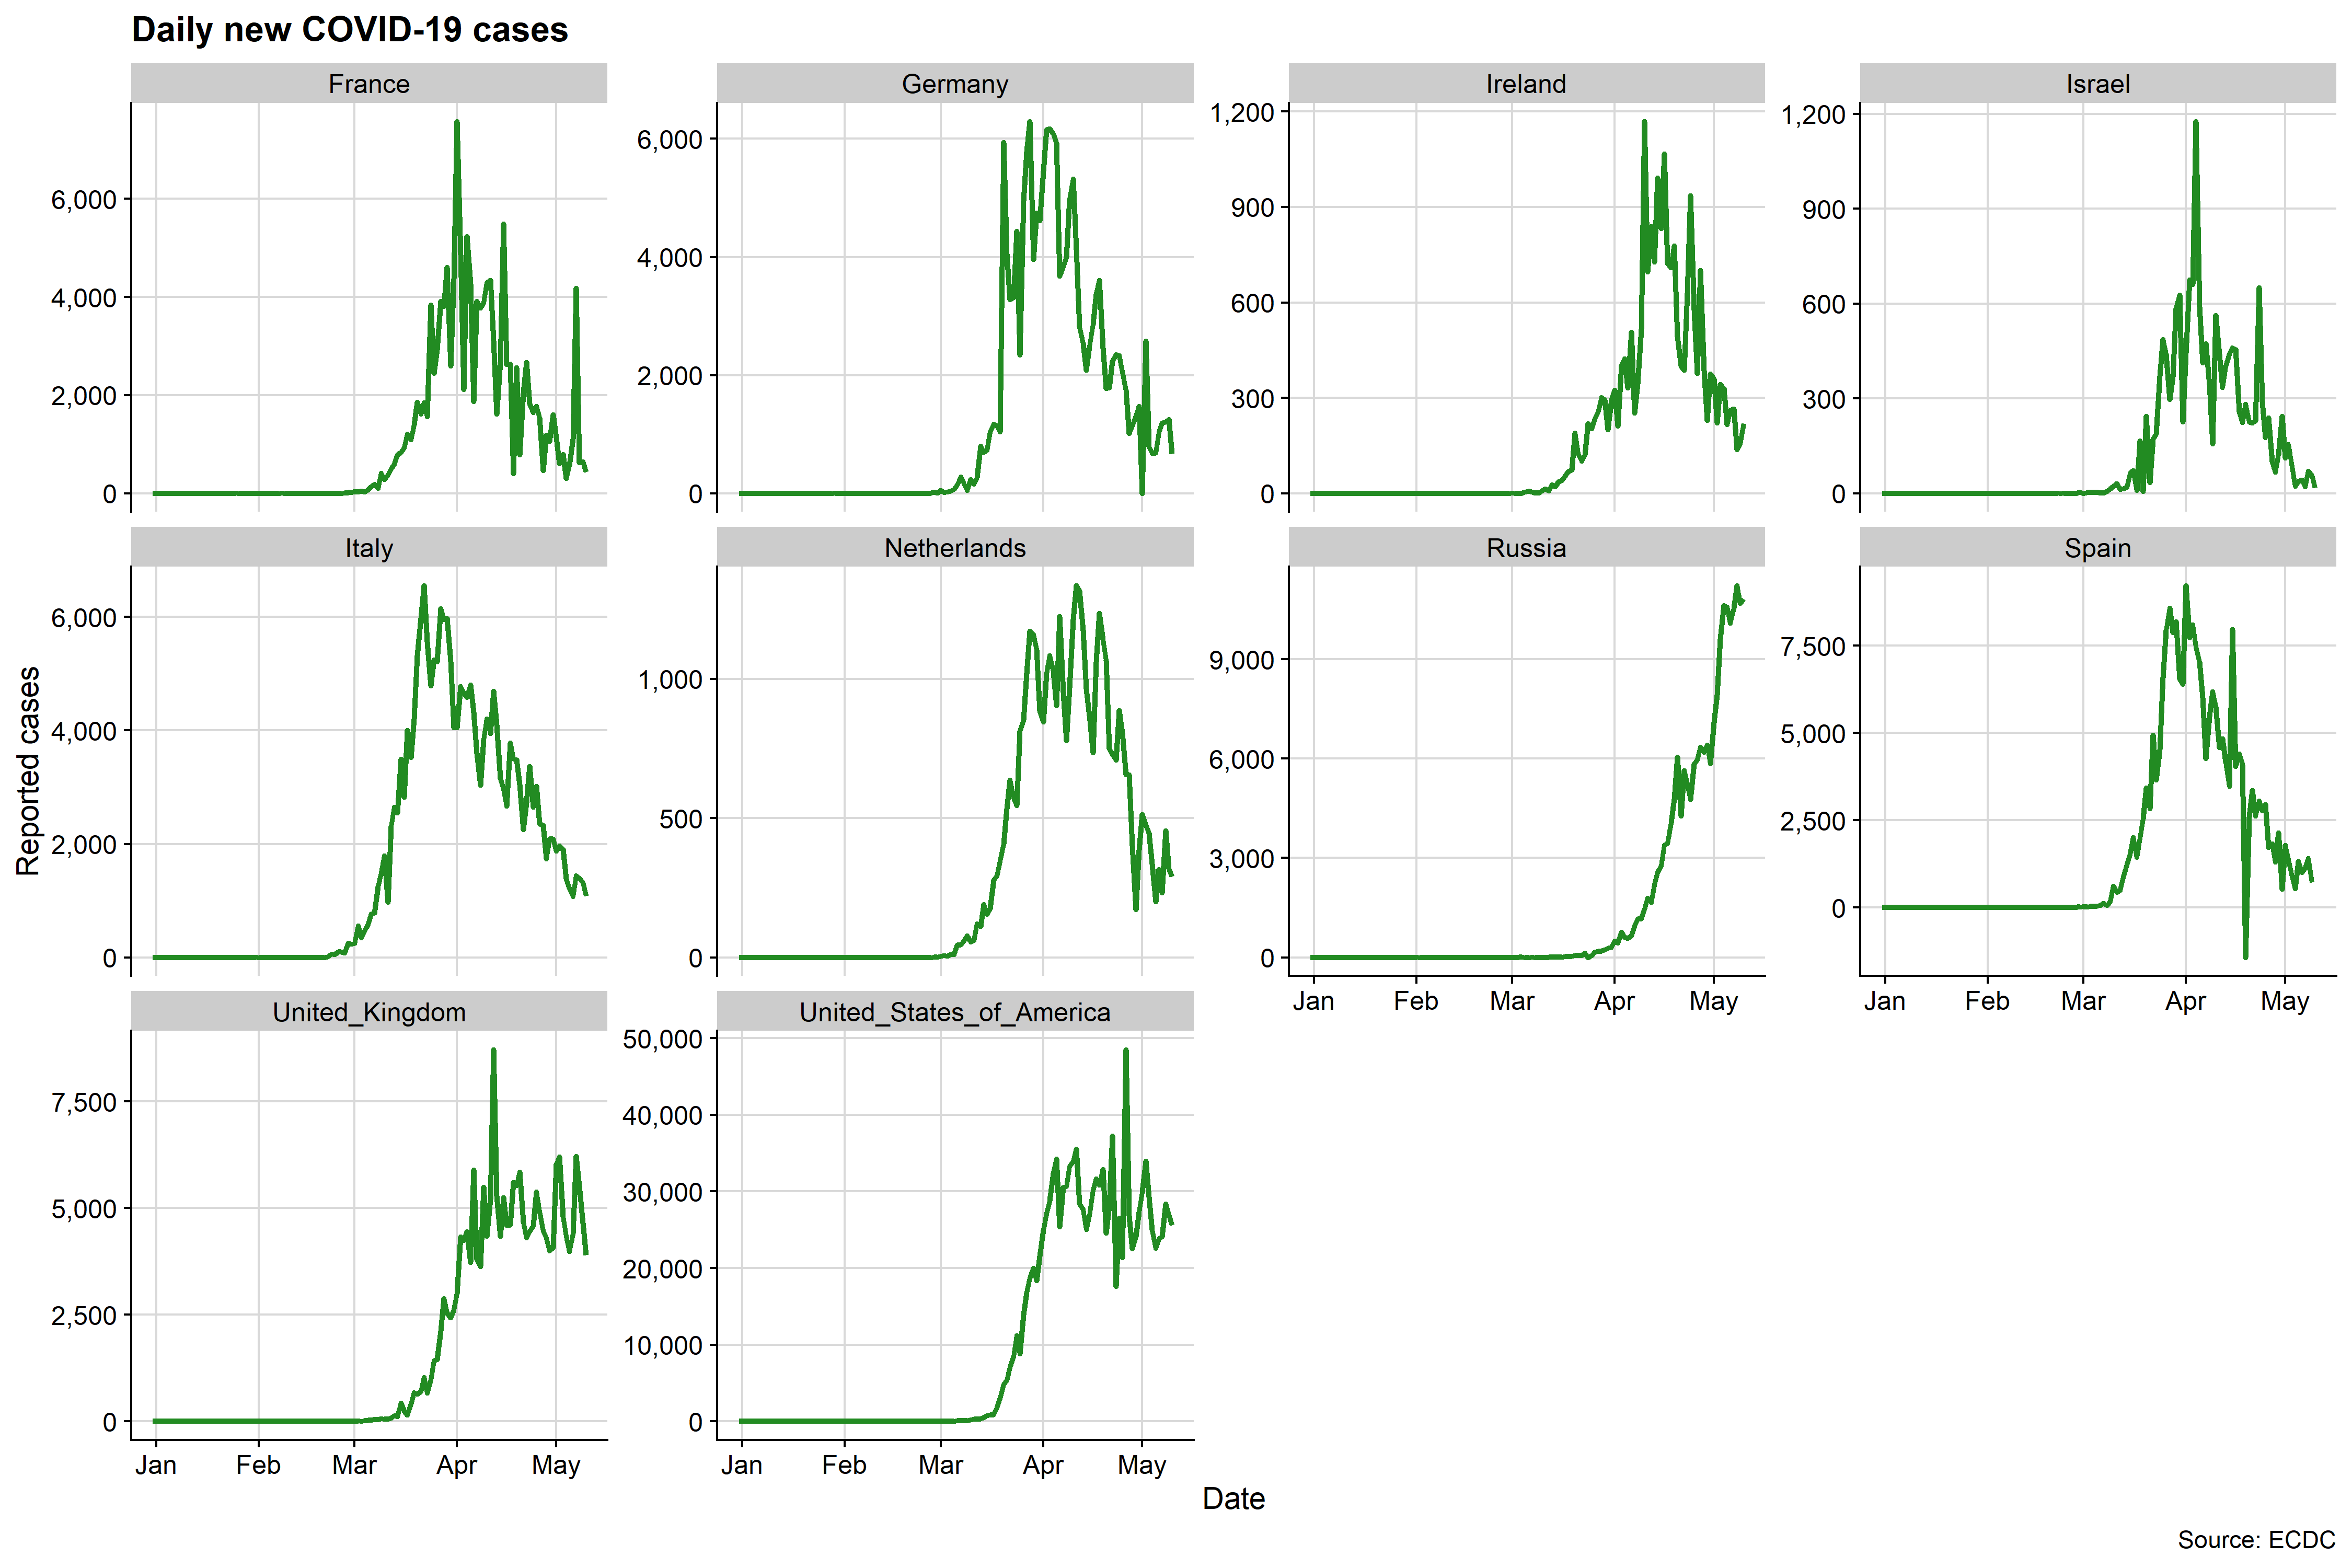 Daily new COVID-19 cases
France
Germany
Ireland
Israel
6,000
4,000
2,000
0
6,000
4,000
2,000
0
1,200
900
600
300
0
1,200
900
600
300
0
Reported cases
Italy
Netherlands
Russia
Spain
6,000
4,000
2,000
0
1,000
500
0
9,000
6,000
3,000
0
7,500
5,000
2,500
0
Jan Feb Mar Apr May
Jan Feb Mar Apr May
United_Kingdom
United_States_of_America
7,500
5,000
2,500
0
50,000
40,000
30,000
20,000
10,000
0
Jan Feb Mar Apr May
Jan Feb Mar Apr May
Date
Source: ECDC